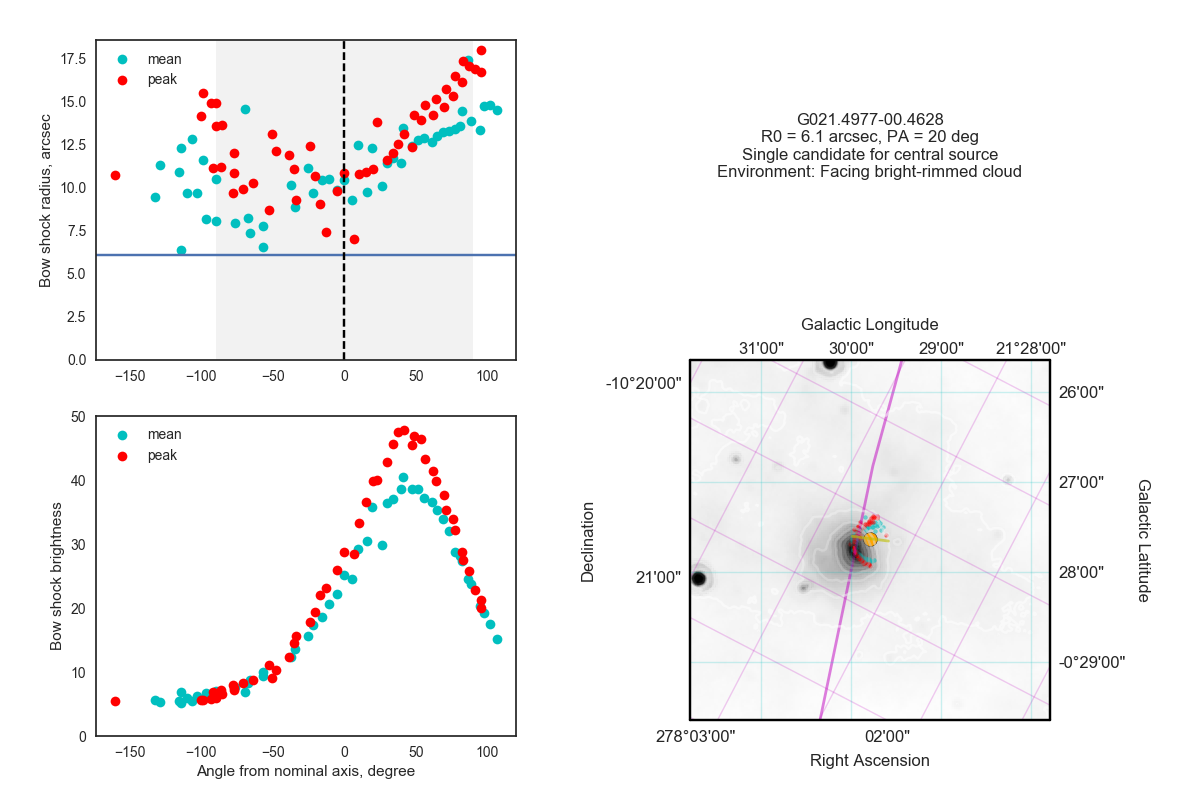 mean
peak
Bow shock radius, arcsec
17.5
15.0
12.5
10.0
7.5
5.0
2.5
0.0
−150
−100
−50
0
50
100
G021.4977-00.4628
R0 = 6.1 arcsec, PA = 20 deg
Single candidate for central source
Environment: Facing bright-rimmed cloud
mean
peak
Bow shock brightness
50
40
30
20
10
0
−150
−100
−50
0
50
100
Angle from nominal axis, degree
Galactic Longitude
31'00"
30'00"
29'00"
21°28'00"
-10°20'00"
21'00"
Declination
26'00"
27'00"
28'00"
-0°29'00"
Galactic Latitude
278°03'00"
02'00"
Right Ascension